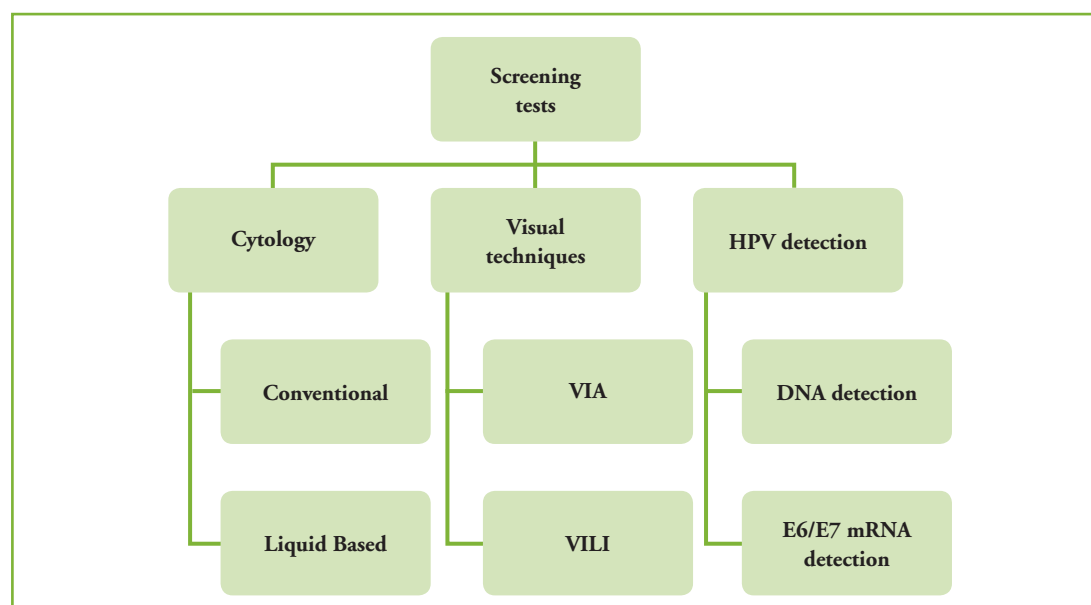 Screening
tests
Cytology
Visual
techniques
HPV detection
Conventional
VIA
DNA detection
Liquid Based
VILI
E6/E7 mRNA
detection